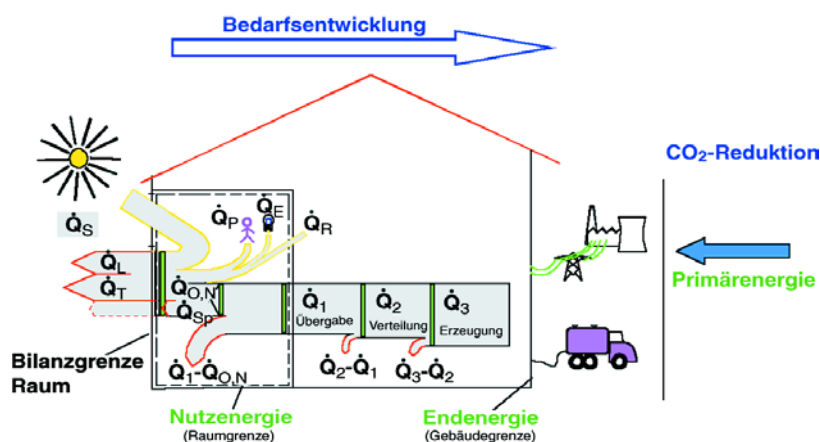 Bedarfsentwicklung
CO₂-Reduktion
Primärenergie
Q̇S
Q̇P
Q̇E
Q̇R
Q̇L
Q̇T
Q̇O,N
Q̇Sp
Q̇1
Übergabe
Q̇2
Verteilung
Q̇3
Erzeugung
Bilanzgrenze
Raum
Q̇1-Q̇O,N
Q̇2-Q̇1
Q̇3-Q̇2
Nutzenergie
(Raumgrenze)
Endenergie
(Gebäudegrenze)